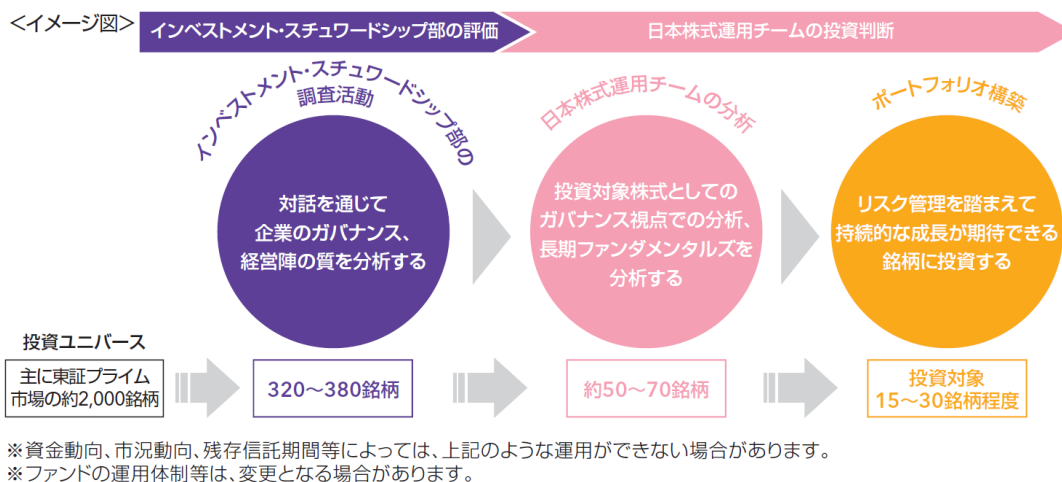 <イメージ図>
インベストメント・スチュワードシップ部の評価
日本株式運用チームの投資判断
インベストメント・スチュワードシップ部の
調査活動
対話を通じて
企業のガバナンス、
経営陣の質を分析する
日本株式運用チームの分析
投資対象株式としての
ガバナンス視点での分析、
長期ファンダメンタルズを
分析する
ポートフォリオ構築
リスク管理を踏まえて
持続的な成長が期待できる
銘柄に投資する
投資ユニバース
主に東証プライム
市場の約2,000銘柄
320～380銘柄
約50～70銘柄
投資対象
15～30銘柄程度
※資金動向、市況動向、残存信託期間等によっては、上記のような運用ができない場合があります。
※ファンドの運用体制等は、変更となる場合があります。